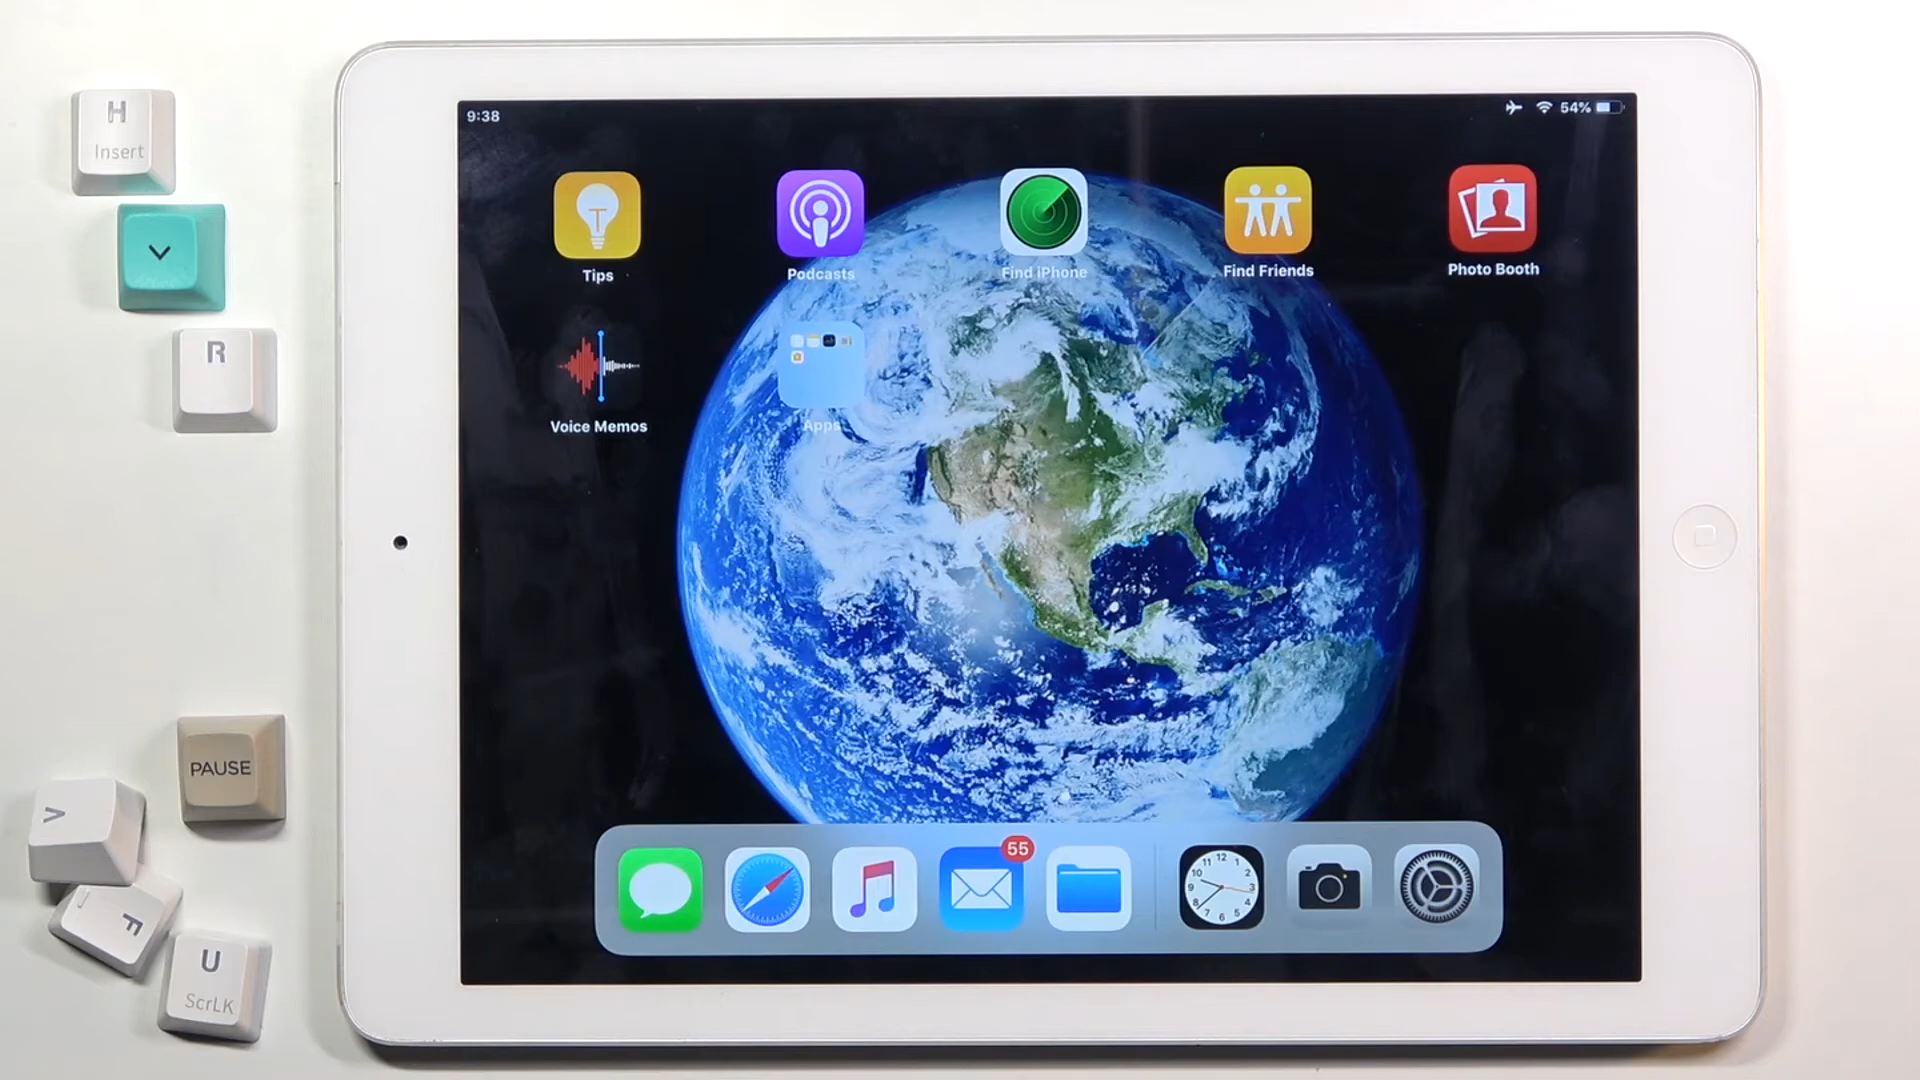 H
Insert
R
PAUSE
V
F
U
ScrLK
9:38
54%
Tips
Podcasts
Find iPhone
Find Friends
Photo Booth
Voice Memos
Apps
55